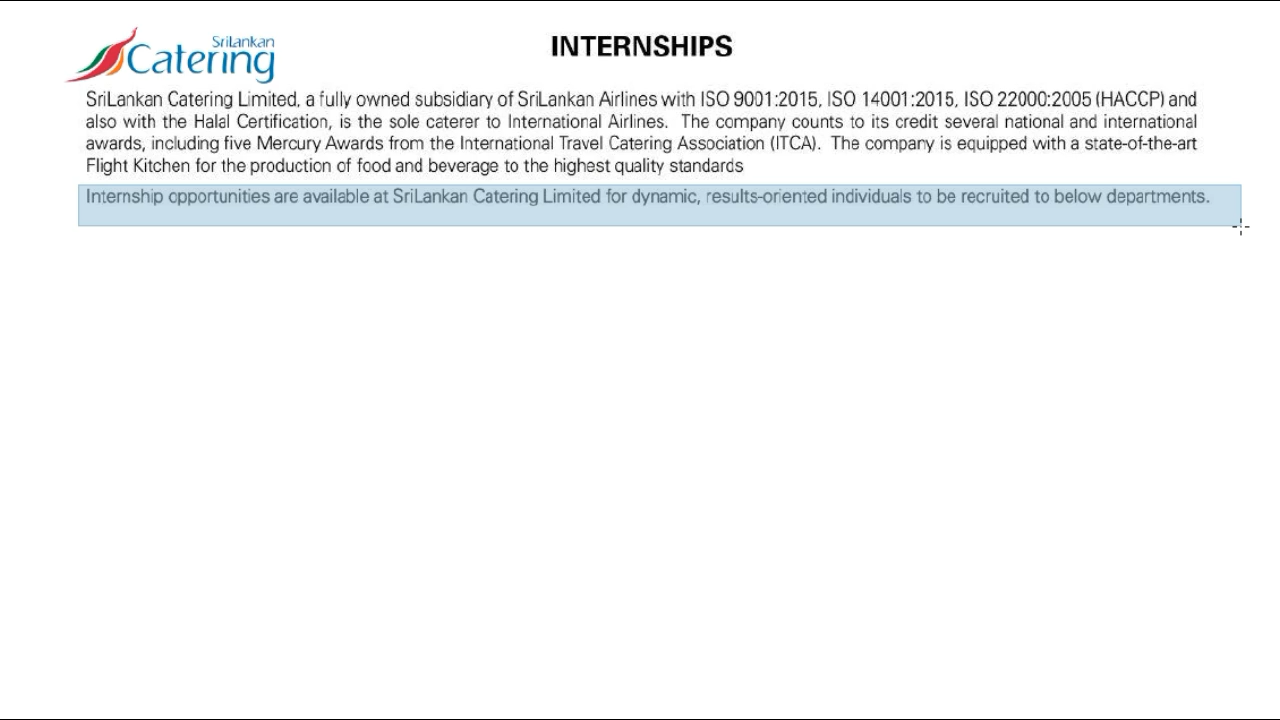 SriLankan
Catering
INTERNSHIPS
SriLankan Catering Limited, a fully owned subsidiary of SriLankan Airlines with ISO 9001:2015, ISO 14001:2015, ISO 22000:2005 (HACCP) and
also with the Halal Certification, is the sole caterer to International Airlines. The company counts to its credit several national and international
awards, including five Mercury Awards from the International Travel Catering Association (ITCA). The company is equipped with a state-of-the-art
Flight Kitchen for the production of food and beverage to the highest quality standards
Internship opportunities are available at SriLankan Catering Limited for dynamic, results-oriented individuals to be recruited to below departments.